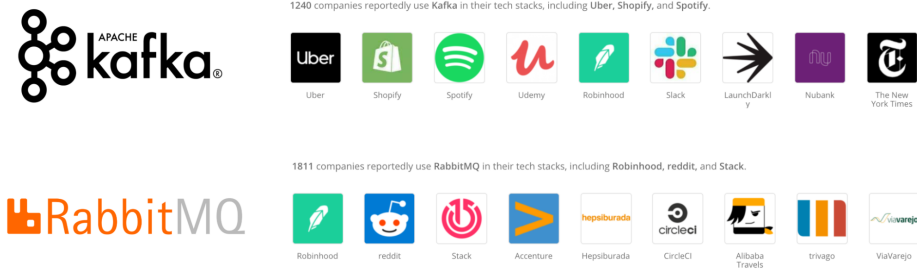 1240 companies reportedly use Kafka in their tech stacks, including Uber, Shopify, and Spotify.
APACHE
kafka®
Uber
Uber
Shopify
Spotify
Udemy
Robinhood
Slack
LaunchDarkl
y
Nubank
The New
York Times
1811 companies reportedly use RabbitMQ in their tech stacks, including Robinhood, reddit, and Stack.
RabbitMQ
hepsiburada
circleci
viavarejo
Robinhood
reddit
Stack
Accenture
Hepsiburada
CircleCI
Alibaba
Travels
trivago
ViaVarejo